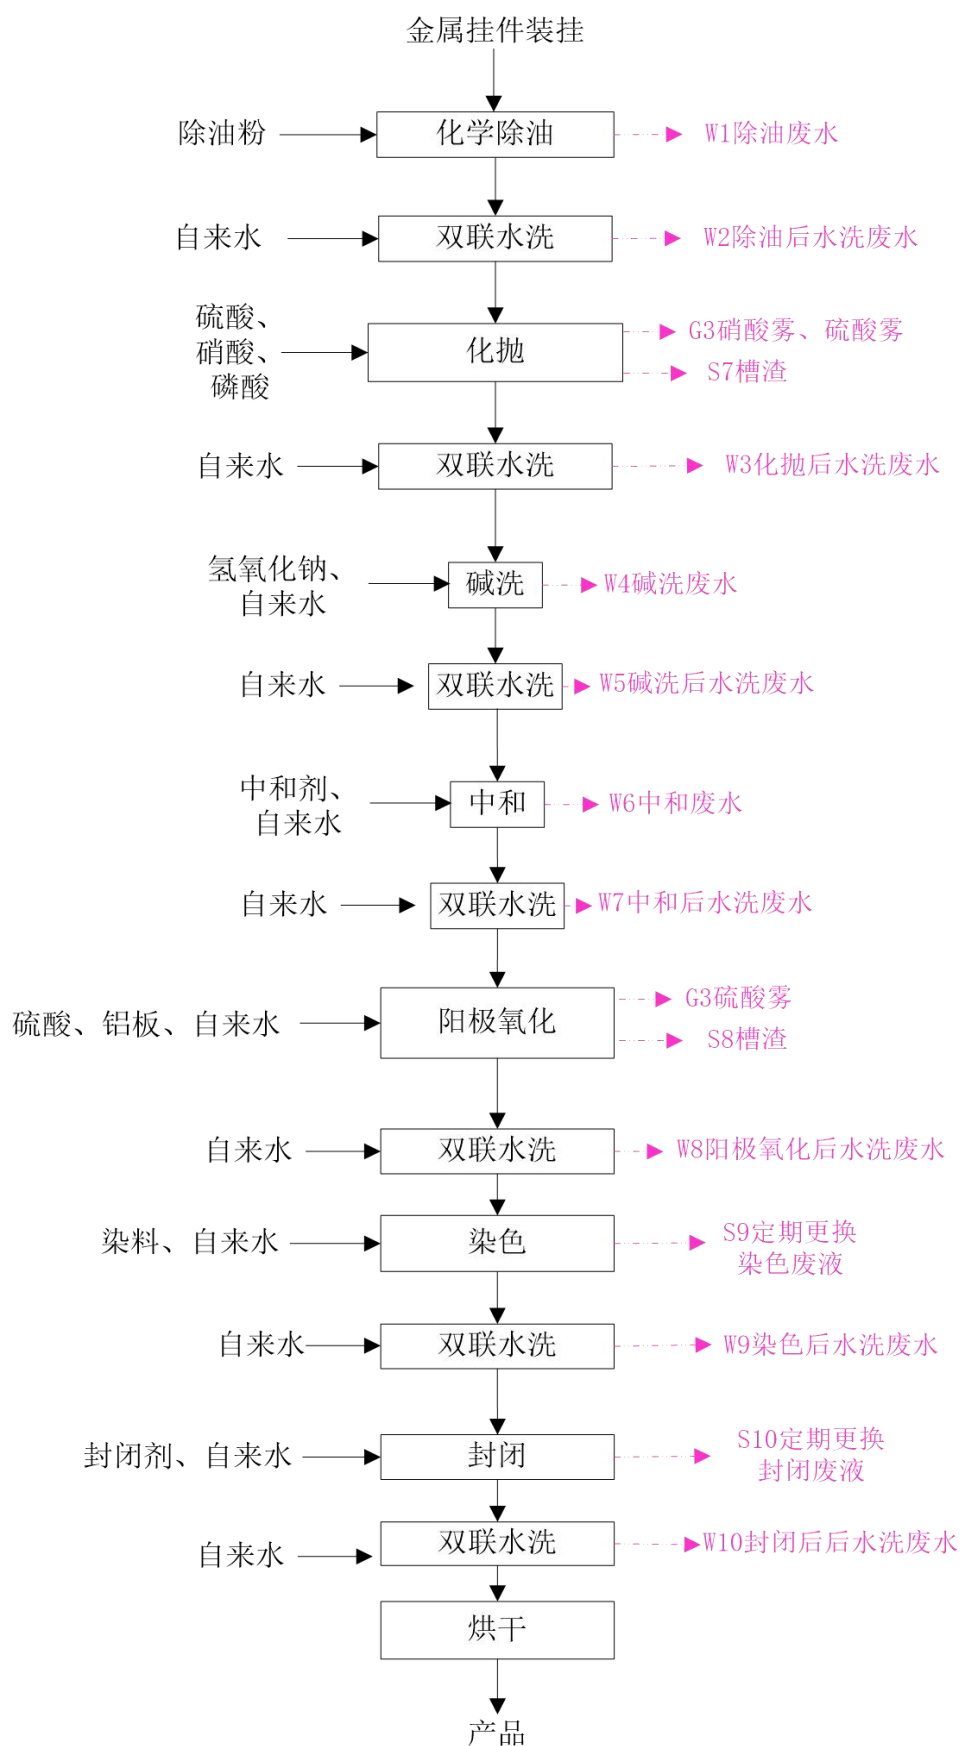 金属挂件装挂
除油粉
化学除油
W1除油废水
自来水
双联水洗
W2除油后水洗废水
硫酸、
硝酸、
磷酸
化抛
G3硝酸雾、硫酸雾
S7槽渣
自来水
双联水洗
W3化抛后水洗废水
氢氧化钠、
自来水
碱洗
W4碱洗废水
自来水
双联水洗
W5碱洗后水洗废水
中和剂、
自来水
中和
W6中和废水
自来水
双联水洗
W7中和后水洗废水
硫酸、铝板、自来水
阳极氧化
G3硫酸雾
S8槽渣
自来水
双联水洗
W8阳极氧化后水洗废水
染料、自来水
染色
S9定期更换
染色废液
自来水
双联水洗
W9染色后水洗废水
封闭剂、自来水
封闭
S10定期更换
封闭废液
自来水
双联水洗
W10封闭后后水洗废水
烘干
产品